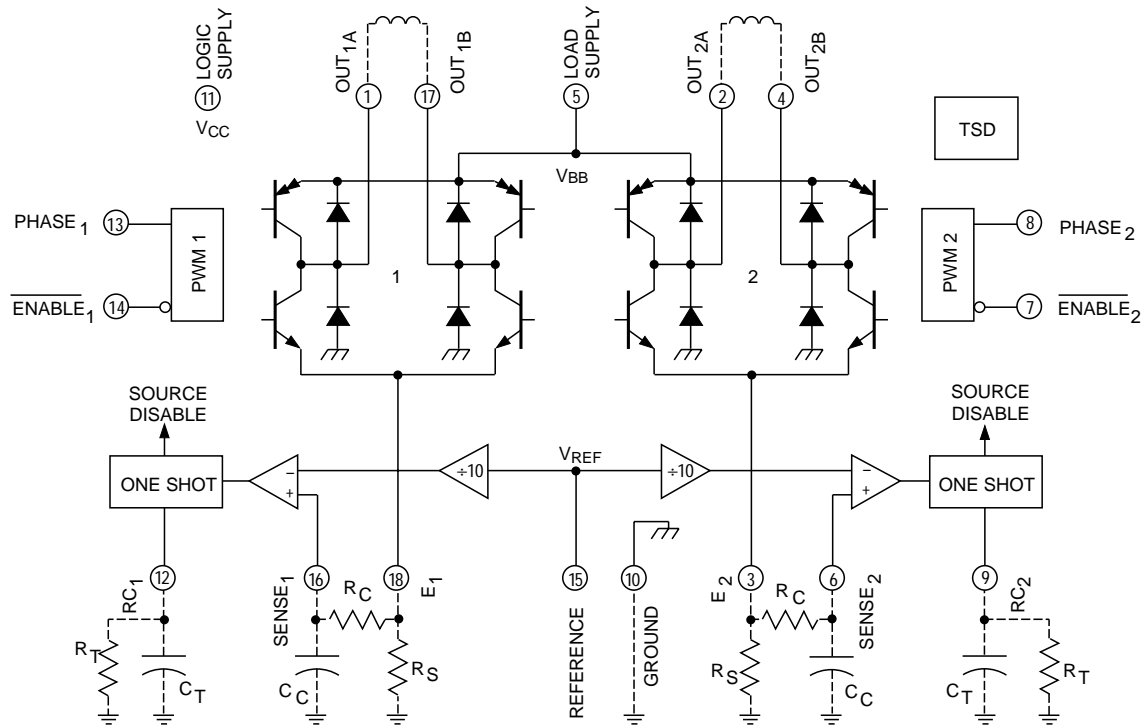 LOGIC
SUPPLY
11
VCC
OUT1A
1
OUT1B
17
LOAD
SUPPLY
5
VBB
OUT2A
2
OUT2B
4
TSD
PHASE1
13
PWM 1
ENABLE1
14
1
2
PWM 2
8
PHASE2
7
ENABLE2
SOURCE
DISABLE
ONE SHOT
−
+
÷10
VREF
÷10
−
+
SOURCE
DISABLE
ONE SHOT
12
RC1
RT
CT
16
SENSE1
RC
CC
18
E1
RS
15
REFERENCE
10
GROUND
3
E2
RS
RC
6
SENSE2
CC
9
RC2
CT
RT